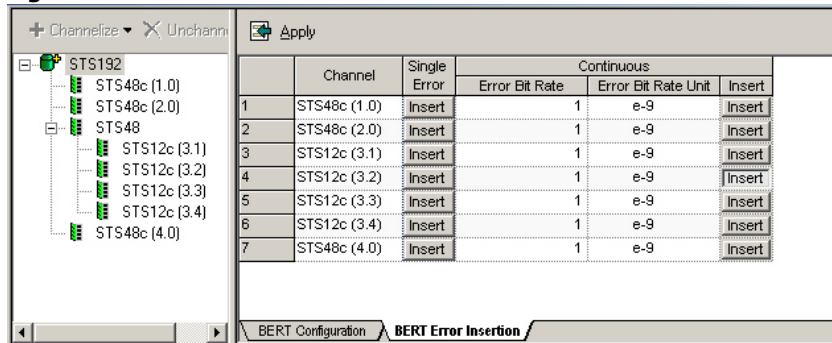 Channelize Unchann
Apply
STS192
STS48c (1.0)
STS48c (2.0)
STS48
STS12c (3.1)
STS12c (3.2)
STS12c (3.3)
STS12c (3.4)
STS48c (4.0)
Channel Single Error Continuous
Error Bit Rate Error Bit Rate Unit Insert
1 STS48c (1.0) Insert 1 e-9 Insert
2 STS48c (2.0) Insert 1 e-9 Insert
3 STS12c (3.1) Insert 1 e-9 Insert
4 STS12c (3.2) Insert 1 e-9 Insert
5 STS12c (3.3) Insert 1 e-9 Insert
6 STS12c (3.4) Insert 1 e-9 Insert
7 STS48c (4.0) Insert 1 e-9 Insert
BERT Configuration BERT Error Insertion